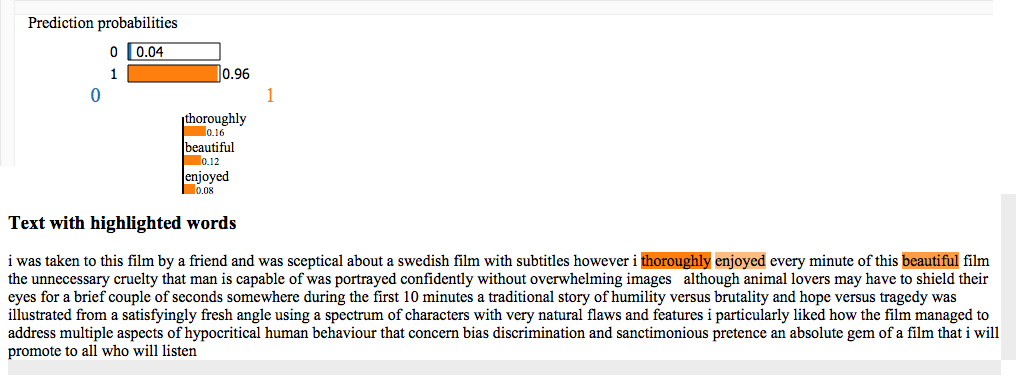 Prediction probabilities
0 0.04
1 0.96
0 1
thoroughly
0.16
beautiful
0.12
enjoyed
0.08
Text with highlighted words
i was taken to this film by a friend and was sceptical about a swedish film with subtitles however i thoroughly enjoyed every minute of this beautiful film
the unnecessary cruelty that man is capable of was portrayed confidently without overwhelming images although animal lovers may have to shield their
eyes for a brief couple of seconds somewhere during the first 10 minutes a traditional story of humility versus brutality and hope versus tragedy was
illustrated from a satisfyingly fresh angle using a spectrum of characters with very natural flaws and features i particularly liked how the film managed to
address multiple aspects of hypocritical human behaviour that concern bias discrimination and sanctimonious pretence an absolute gem of a film that i will
promote to all who will listen